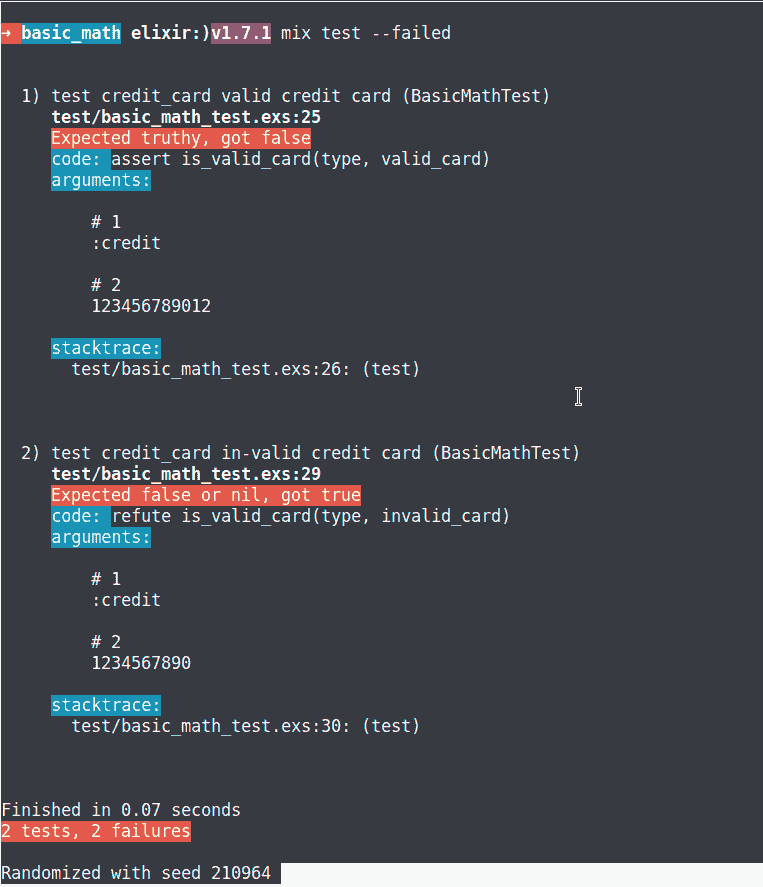 → basic_math elixir:)v1.7.1 mix test --failed
1) test credit_card valid credit card (BasicMathTest)
test/basic_math_test.exs:25
Expected truthy, got false
code: assert is_valid_card(type, valid_card)
arguments:
# 1
:credit
# 2
123456789012
stacktrace:
test/basic_math_test.exs:26: (test)
2) test credit_card in-valid credit card (BasicMathTest)
test/basic_math_test.exs:29
Expected false or nil, got true
code: refute is_valid_card(type, invalid_card)
arguments:
# 1
:credit
# 2
1234567890
stacktrace:
test/basic_math_test.exs:30: (test)
Finished in 0.07 seconds
2 tests, 2 failures
Randomized with seed 210964